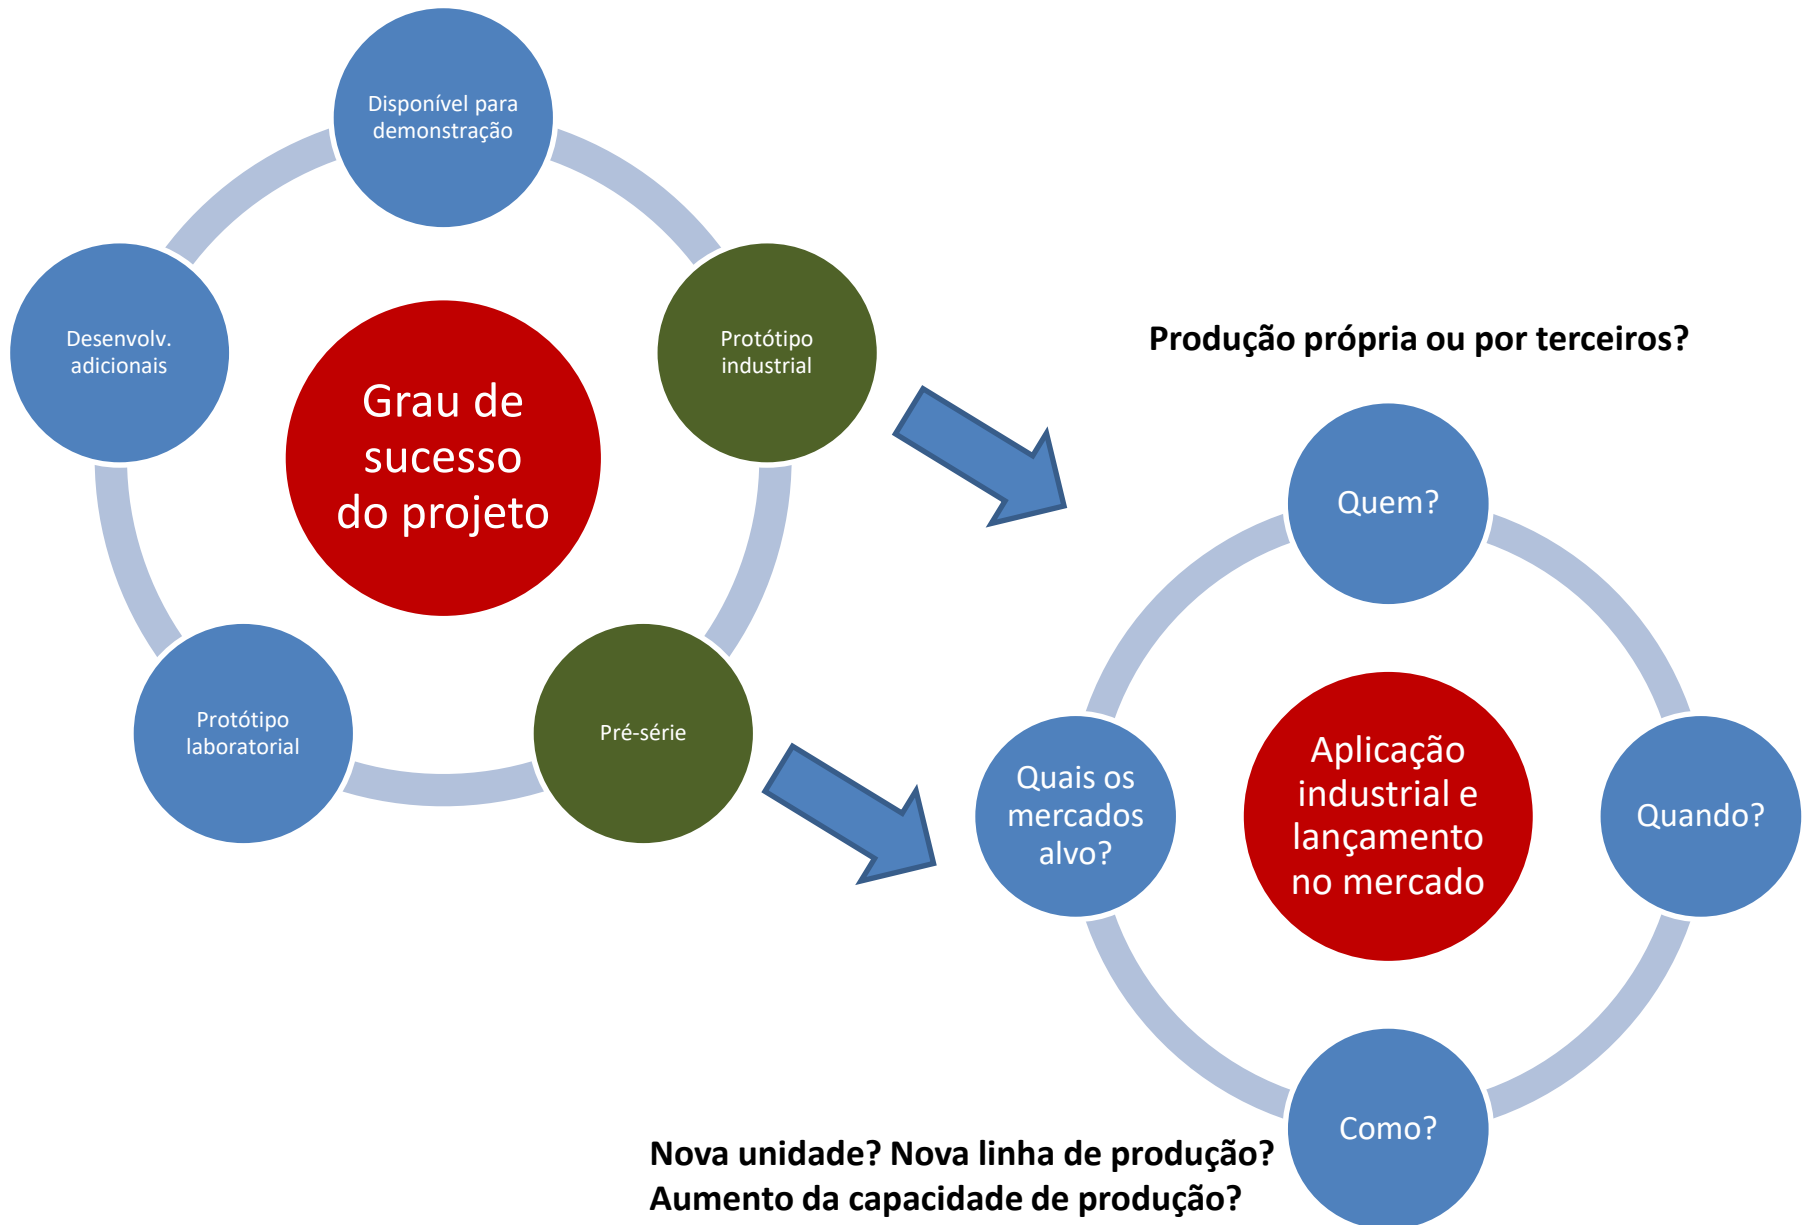 Disponível para
demonstração
Desenvolv.
adicionais
Protótipo
industrial
Grau de
sucesso
do projeto
Protótipo
laboratorial
Pré-série
Produção própria ou por terceiros?
Quem?
Quais os
mercados
alvo?
Aplicação
industrial e
lançamento
no mercado
Quando?
Como?
Nova unidade? Nova linha de produção?
Aumento da capacidade de produção?